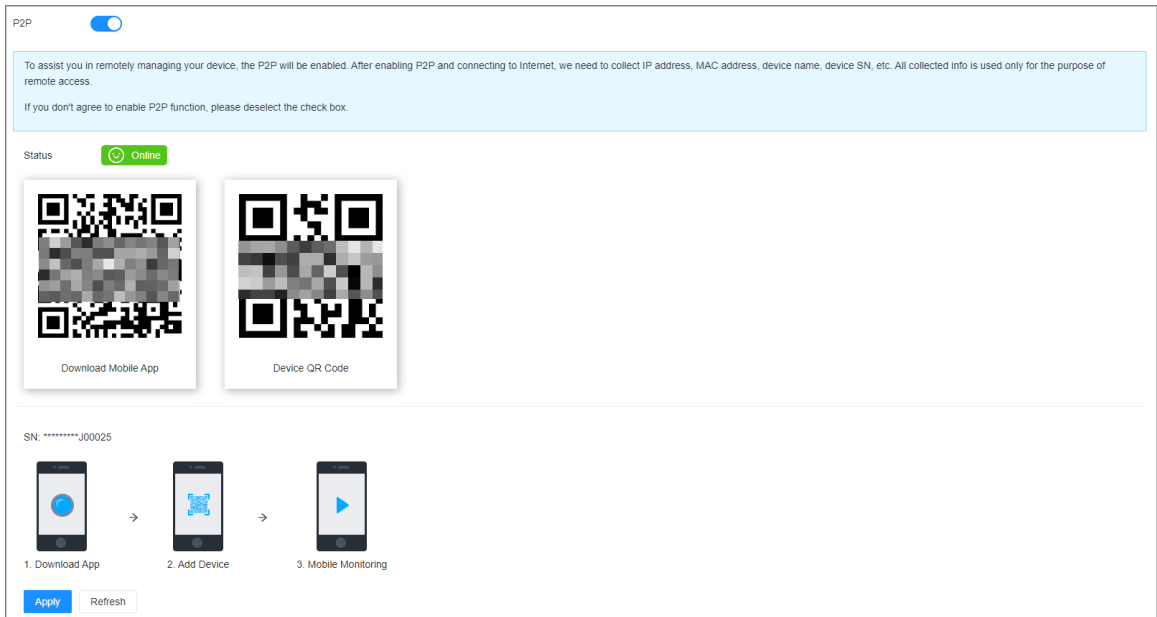 P2P
To assist you in remotely managing your device, the P2P will be enabled. After enabling P2P and connecting to Internet, we need to collect IP address, MAC address, device name, device SN, etc. All collected info is used only for the purpose of
remote access.
If you don't agree to enable P2P function, please deselect the check box.
Status
Online
Download Mobile App
Device QR Code
SN: *********J00025
1. Download App
2. Add Device
3. Mobile Monitoring
Apply
Refresh